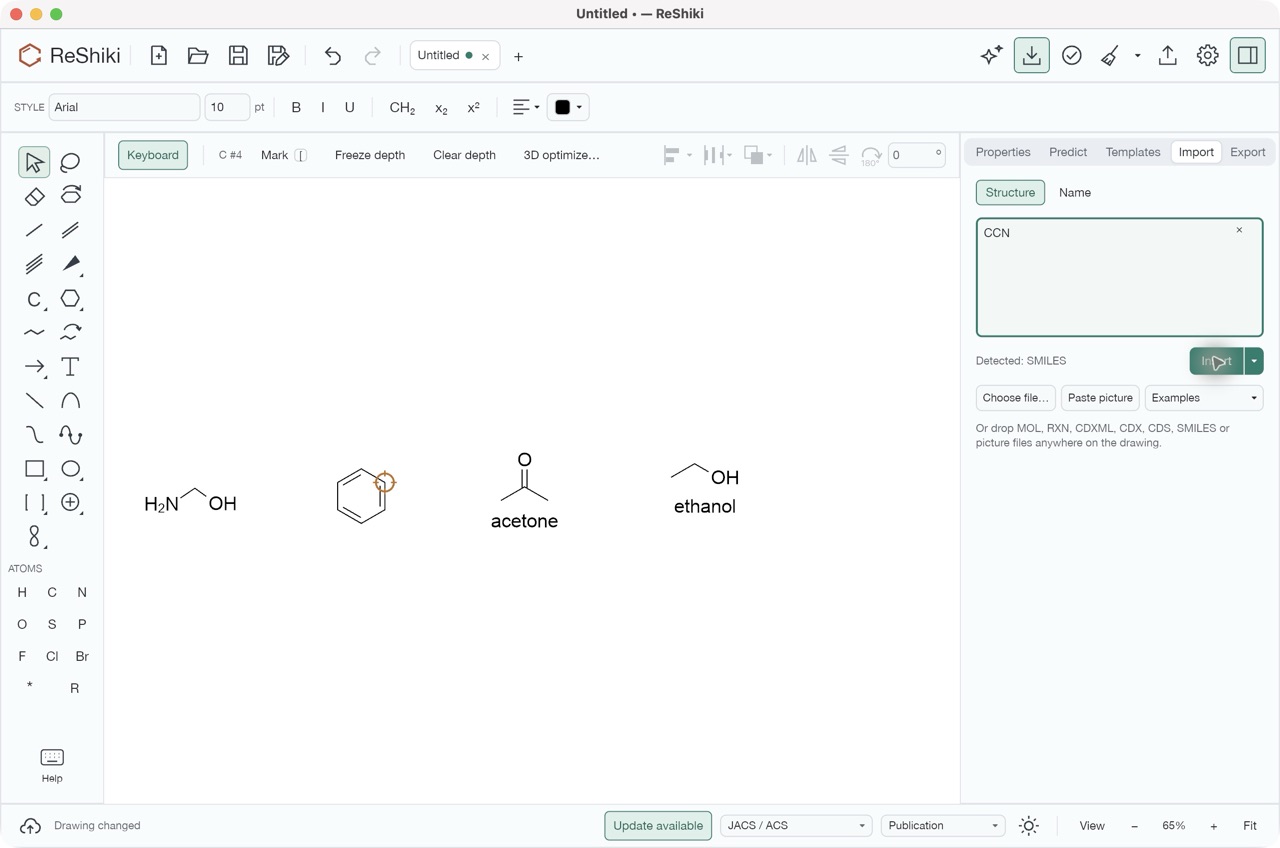 Untitled • — ReShiki
ReShiki
Untitled
STYLE Arial 10 pt B I U CH₂ x₂ x²
Keyboard C #4 Mark [ Freeze depth Clear depth 3D optimize... 180° 0 °
Properties Predict Templates Import Export
Structure Name
CCN
Detected: SMILES
Choose file... Paste picture Examples
Or drop MOL, RXN, CDXML, CDX, CDS, SMILES or
picture files anywhere on the drawing.
C
T
[ ]
ATOMS
H C N
O S P
F Cl Br
* R
Help
H₂N OH
O
acetone
OH
ethanol
Drawing changed Update available JACS / ACS Publication View − 65% + Fit